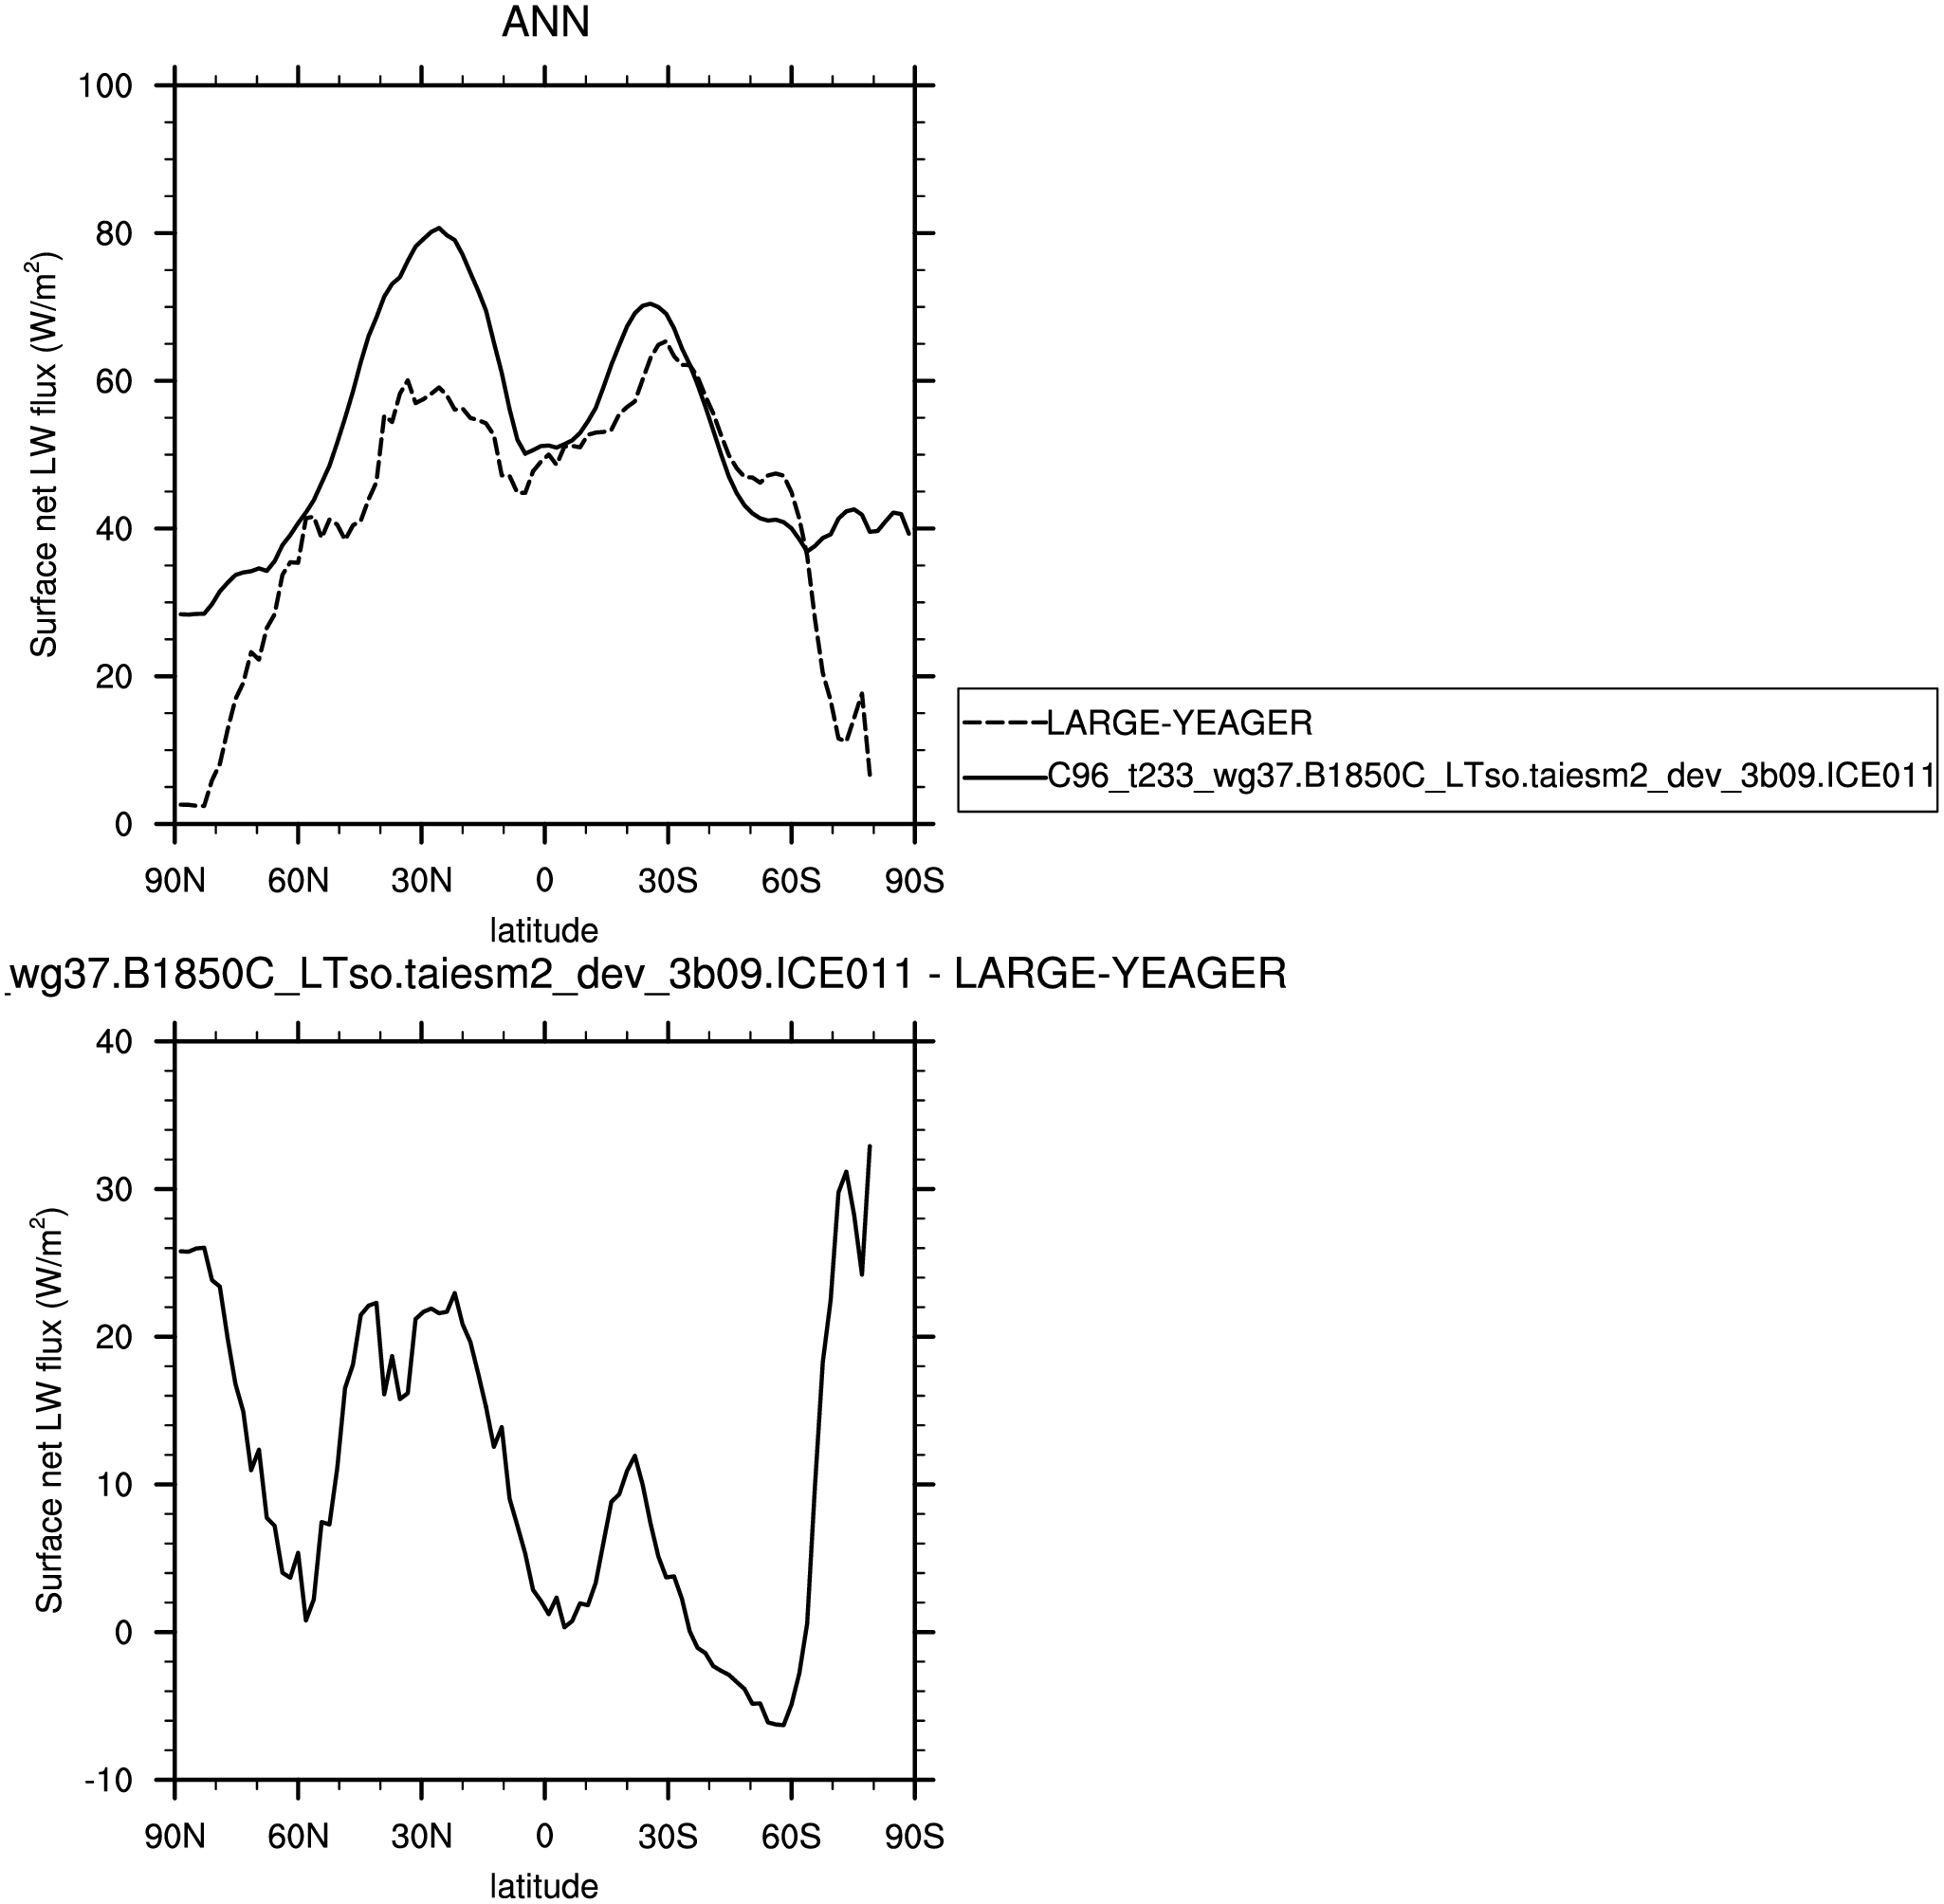 ANN
100
80
60
40
20
0
Surface net LW flux (W/m2)
90N 60N 30N 0 30S 60S 90S
latitude
LARGE-YEAGER
C96_t233_wg37.B1850C_LTso.taiesm2_dev_3b09.ICE011
_wg37.B1850C_LTso.taiesm2_dev_3b09.ICE011 - LARGE-YEAGER
40
30
20
10
0
-10
Surface net LW flux (W/m2)
90N 60N 30N 0 30S 60S 90S
latitude